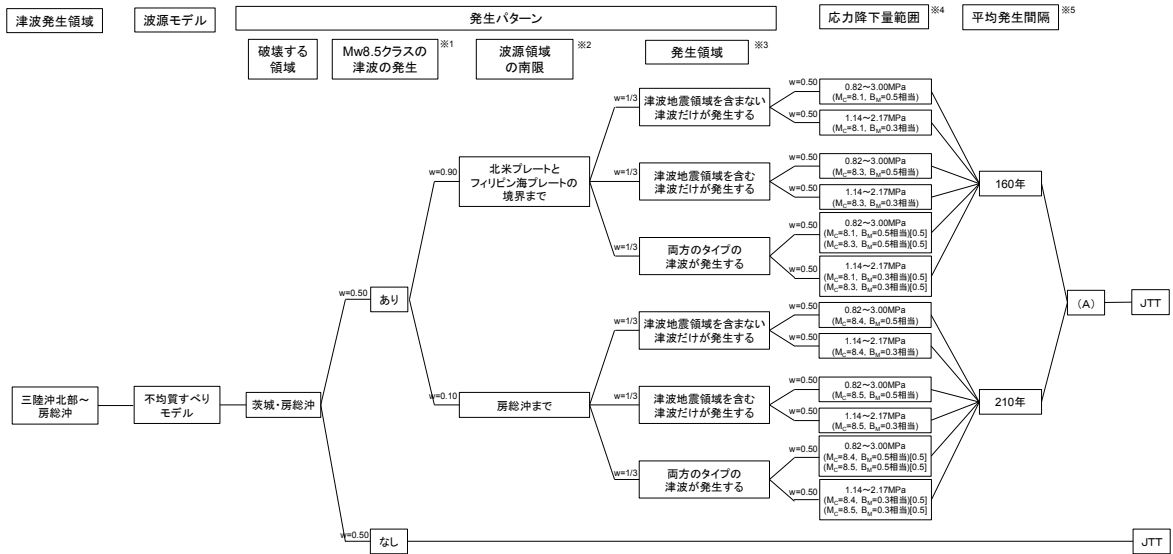 津波発生領域
波源モデル
発生パターン
応力降下量範囲 ※4
平均発生間隔 ※5
破壊する
領域
Mw8.5クラスの ※1
津波の発生
波源領域 ※2
の南限
発生領域 ※3
三陸沖北部～
房総沖
不均質すべり
モデル
茨城・房総沖
w=0.50
あり
w=0.90
北米プレートと
フィリピン海プレートの
境界まで
w=1/3
津波地震領域を含まない
津波だけが発生する
w=0.50
0.82～3.00MPa
(MC=8.1, BM=0.5相当)
w=0.50
1.14～2.17MPa
(MC=8.1, BM=0.3相当)
w=1/3
津波地震領域を含む
津波だけが発生する
w=0.50
0.82～3.00MPa
(MC=8.3, BM=0.5相当)
w=0.50
1.14～2.17MPa
(MC=8.3, BM=0.3相当)
w=1/3
両方のタイプの
津波が発生する
w=0.50
0.82～3.00MPa
(MC=8.1, BM=0.5相当)[0.5]
(MC=8.3, BM=0.5相当)[0.5]
w=0.50
1.14～2.17MPa
(MC=8.1, BM=0.3相当)[0.5]
(MC=8.3, BM=0.3相当)[0.5]
160年
w=0.10
房総沖まで
w=1/3
津波地震領域を含まない
津波だけが発生する
w=0.50
0.82～3.00MPa
(MC=8.4, BM=0.5相当)
w=0.50
1.14～2.17MPa
(MC=8.4, BM=0.3相当)
w=1/3
津波地震領域を含む
津波だけが発生する
w=0.50
0.82～3.00MPa
(MC=8.5, BM=0.5相当)
w=0.50
1.14～2.17MPa
(MC=8.5, BM=0.3相当)
w=1/3
両方のタイプの
津波が発生する
w=0.50
0.82～3.00MPa
(MC=8.4, BM=0.5相当)[0.5]
(MC=8.5, BM=0.5相当)[0.5]
w=0.50
1.14～2.17MPa
(MC=8.4, BM=0.3相当)[0.5]
(MC=8.5, BM=0.3相当)[0.5]
210年
(A)
JTT
w=0.50
なし
JTT